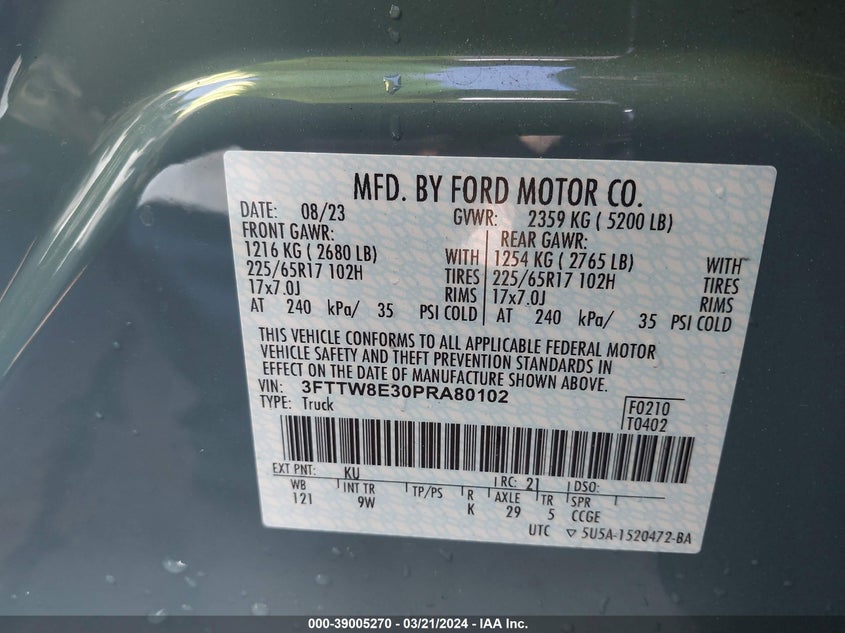 MFD. BY FORD MOTOR CO.
DATE: 08/23 GVWR: 2359 KG ( 5200 LB)
FRONT GAWR: REAR GAWR:
1216 KG ( 2680 LB) WITH 1254 KG ( 2765 LB) WITH
225/65R17 102H TIRES 225/65R17 102H TIRES
17x7.0J RIMS 17x7.0J RIMS
AT 240 kPa/ 35 PSI COLD AT 240 kPa/ 35 PSI COLD
THIS VEHICLE CONFORMS TO ALL APPLICABLE FEDERAL MOTOR
VEHICLE SAFETY AND THEFT PREVENTION STANDARDS IN
EFFECT ON THE DATE OF MANUFACTURE SHOWN ABOVE.
VIN: 3FTTW8E30PRA80102
TYPE: Truck
F0210
T0402
EXT PNT: KU RC: 21 DSO:
WB INT TR TP/PS R AXLE TR SPR
121 9W K 29 5 CCGE
UTC ▽ 5U5A-1520472-BA
000-39005270 - 03/21/2024 - IAA Inc.